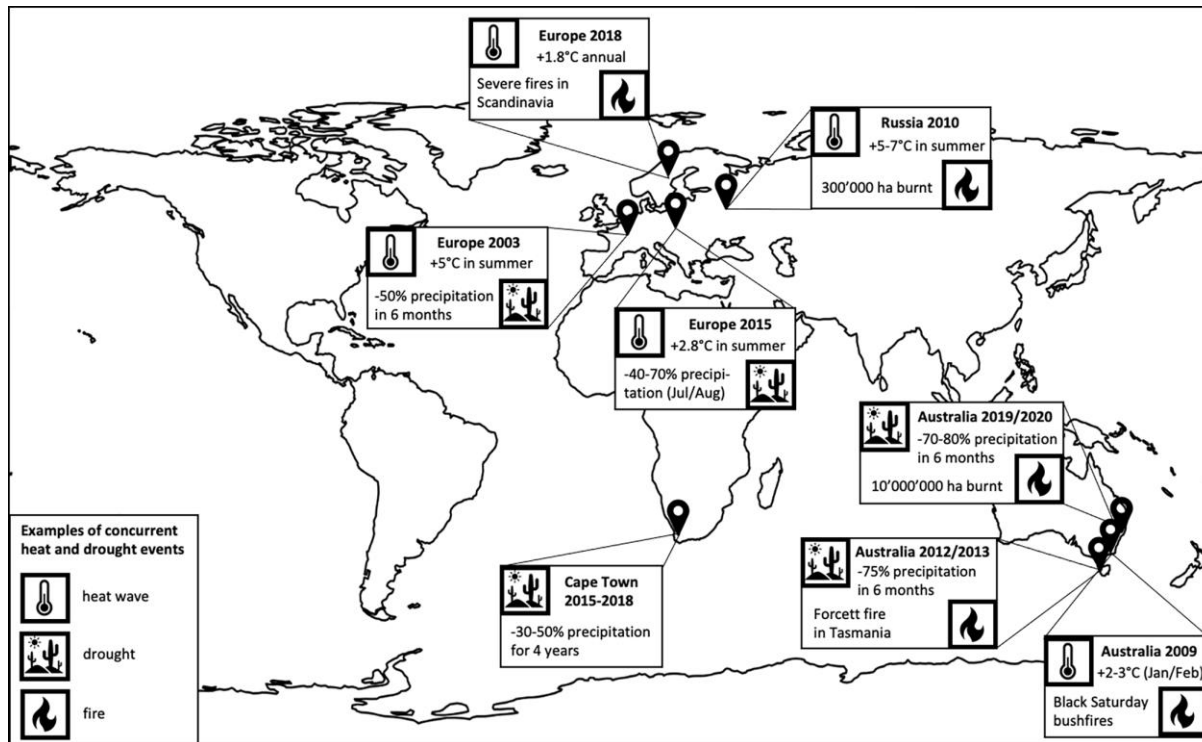 Europe 2018
+1.8°C annual
Severe fires in
Scandinavia
Russia 2010
+5-7°C in summer
300'000 ha burnt
Europe 2003
+5°C in summer
-50% precipitation
in 6 months
Europe 2015
+2.8°C in summer
-40-70% precipi-
tation (Jul/Aug)
Australia 2019/2020
-70-80% precipitation
in 6 months
10'000'000 ha burnt
Examples of concurrent
heat and drought events
heat wave
drought
fire
Cape Town
2015-2018
-30-50% precipitation
for 4 years
Australia 2012/2013
-75% precipitation
in 6 months
Forcett fire
in Tasmania
Australia 2009
+2-3°C (Jan/Feb)
Black Saturday
bushfires